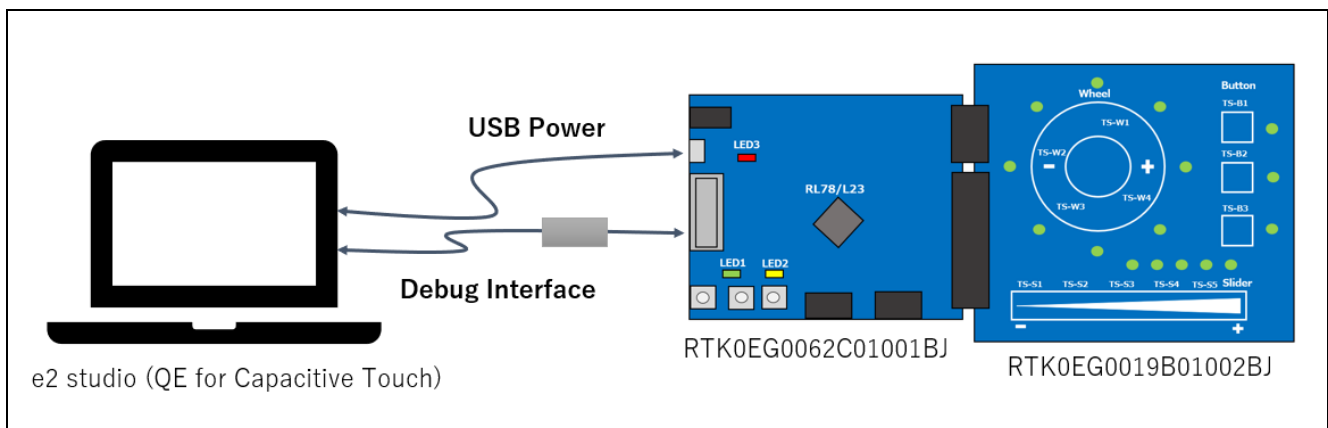 USB Power
Debug Interface
e2 studio (QE for Capacitive Touch)
LED3
RL78/L23
LED1
LED2
RTK0EG0062C01001BJ
Wheel
TS-W1
TS-W2
TS-W3
TS-W4
-
+
Button
TS-B1
TS-B2
TS-B3
TS-S1
TS-S2
TS-S3
TS-S4
TS-S5
Slider
-
+
RTK0EG0019B01002BJ